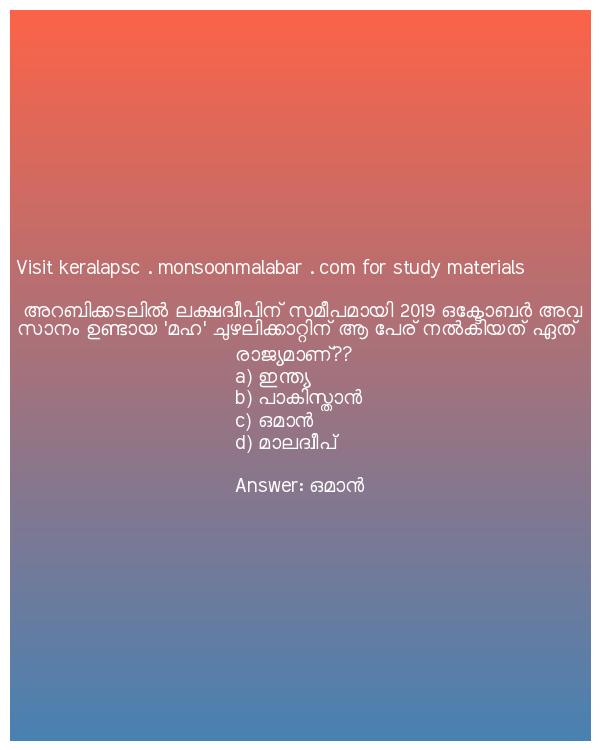 Visit keralapsc . monsoonmalabar . com for study materials
അറബിക്കടലിൽ ലക്ഷദ്വീപിന് സമീപമായി 2019 ഒക്ടോബർ അവ
സാനം ഉണ്ടായ 'മഹ' ചുഴലിക്കാറ്റിന് ആ പേര് നൽകിയത് ഏത്
രാജ്യമാണ്??
a) ഇന്ത്യ
b) പാകിസ്താൻ
c) ഒമാൻ
d) മാലദ്വീപ്
Answer: ഒമാൻ